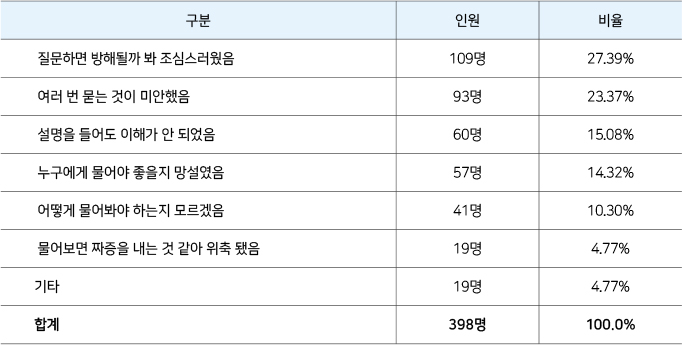 구분 인원 비율
질문하면 방해될까 봐 조심스러웠음 109명 27.39%
여러 번 묻는 것이 미안했음 93명 23.37%
설명을 들어도 이해가 안 되었음 60명 15.08%
누구에게 물어야 좋을지 망설였음 57명 14.32%
어떻게 물어봐야 하는지 모르겠음 41명 10.30%
물어보면 짜증을 내는 것 같아 위축 됐음 19명 4.77%
기타 19명 4.77%
합계 398명 100.0%